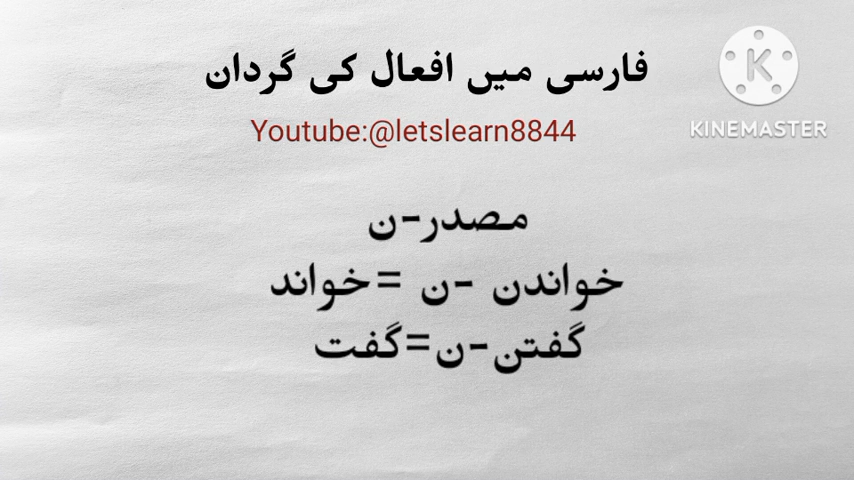 فارسی میں افعال کی گردان
Youtube:@letslearn8844
K
KINEMASTER
مصدر-ن
خواندن -ن =خواند
گفتن-ن=گفت